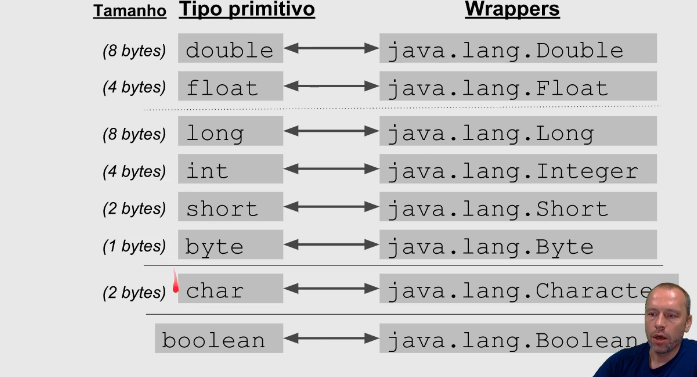 Tamanho Tipo primitivo Wrappers
(8 bytes) double java.lang.Double
(4 bytes) float java.lang.Float
(8 bytes) long java.lang.Long
(4 bytes) int java.lang.Integer
(2 bytes) short java.lang.Short
(1 bytes) byte java.lang.Byte
(2 bytes) char java.lang.Characte
boolean java.lang.Boolean